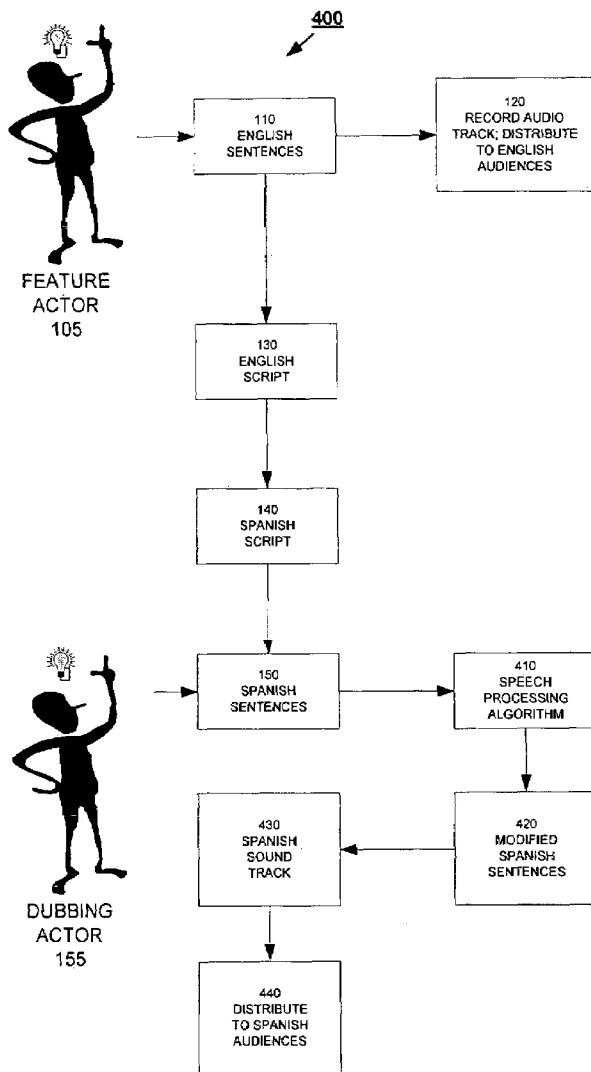 400
110
ENGLISH
SENTENCES
120
RECORD AUDIO
TRACK; DISTRIBUTE
TO ENGLISH
AUDIENCES
FEATURE
ACTOR
105
130
ENGLISH
SCRIPT
140
SPANISH
SCRIPT
150
SPANISH
SENTENCES
410
SPEECH
PROCESSING
ALGORITHM
430
SPANISH
SOUND
TRACK
420
MODIFIED
SPANISH
SENTENCES
DUBBING
ACTOR
155
440
DISTRIBUTE
TO SPANISH
AUDIENCES